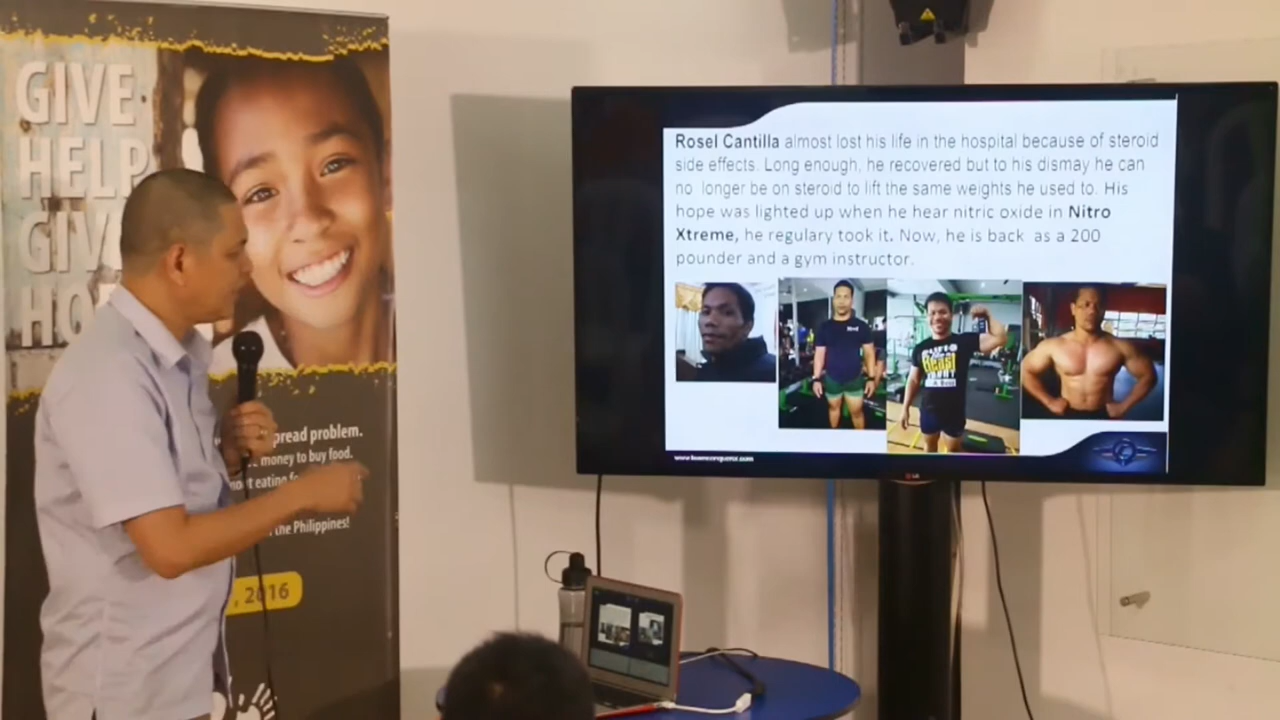 GIVE
HELP
GIV
HO
pread problem.
money to buy food.
eating
the Philippines!
, 2016
Rosel Cantilla almost lost his life in the hospital because of steroid
side effects. Long enough, he recovered but to his dismay he can
no longer be on steroid to lift the same weights he used to. His
hope was lighted up when he hear nitric oxide in Nitro
Xtreme, he regulary took it. Now, he is back as a 200
pounder and a gym instructor.
Beast
LG